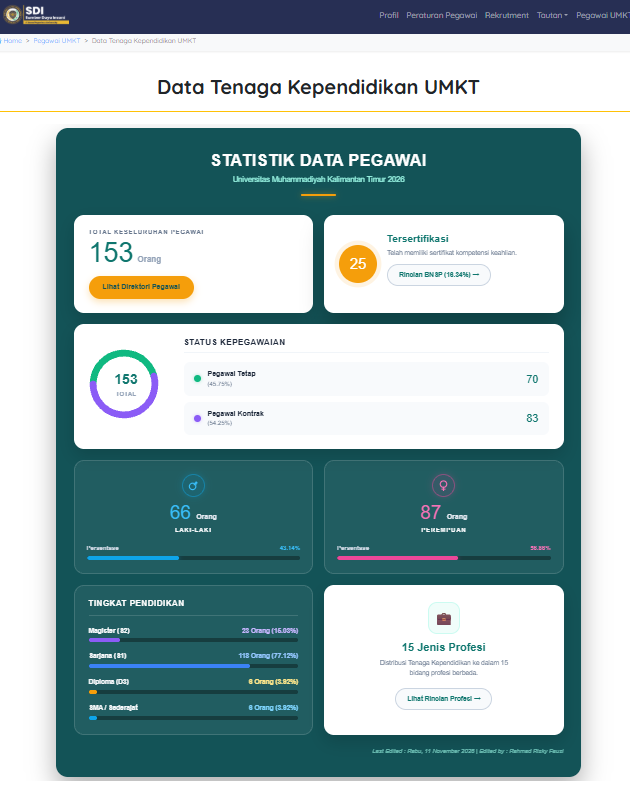 SDI
Sumber Daya Insani
Profil Peraturan Pegawai Rekrutment Tautan Pegawai UMKT
Home > Pegawai UMKT > Data Tenaga Kependidikan UMKT
Data Tenaga Kependidikan UMKT
STATISTIK DATA PEGAWAI
Universitas Muhammadiyah Kalimantan Timur 2026
TOTAL KESELURUHAN PEGAWAI
153 Orang
Lihat Direktori Pegawai
25
Tersertifikasi
Telah memiliki sertifikat kompetensi keahlian.
Rincian BNSP (16.34%) →
153
TOTAL
STATUS KEPEGAWAIAN
Pegawai Tetap
(45.75%)
70
Pegawai Kontrak
(54.25%)
83
66 Orang
LAKI-LAKI
Persentase 43.14%
87 Orang
PEREMPUAN
Persentase 56.86%
TINGKAT PENDIDIKAN
Magister (S2) 23 Orang (15.03%)
Sarjana (S1) 118 Orang (77.12%)
Diploma (D3) 6 Orang (3.92%)
SMA / Sederajat 6 Orang (3.92%)
15 Jenis Profesi
Distribusi Tenaga Kependidikan ke dalam 15
bidang profesi berbeda.
Lihat Rincian Profesi →
Last Edited : Rabu, 11 November 2026 | Edited by : Rahmad Rizky Fauzi